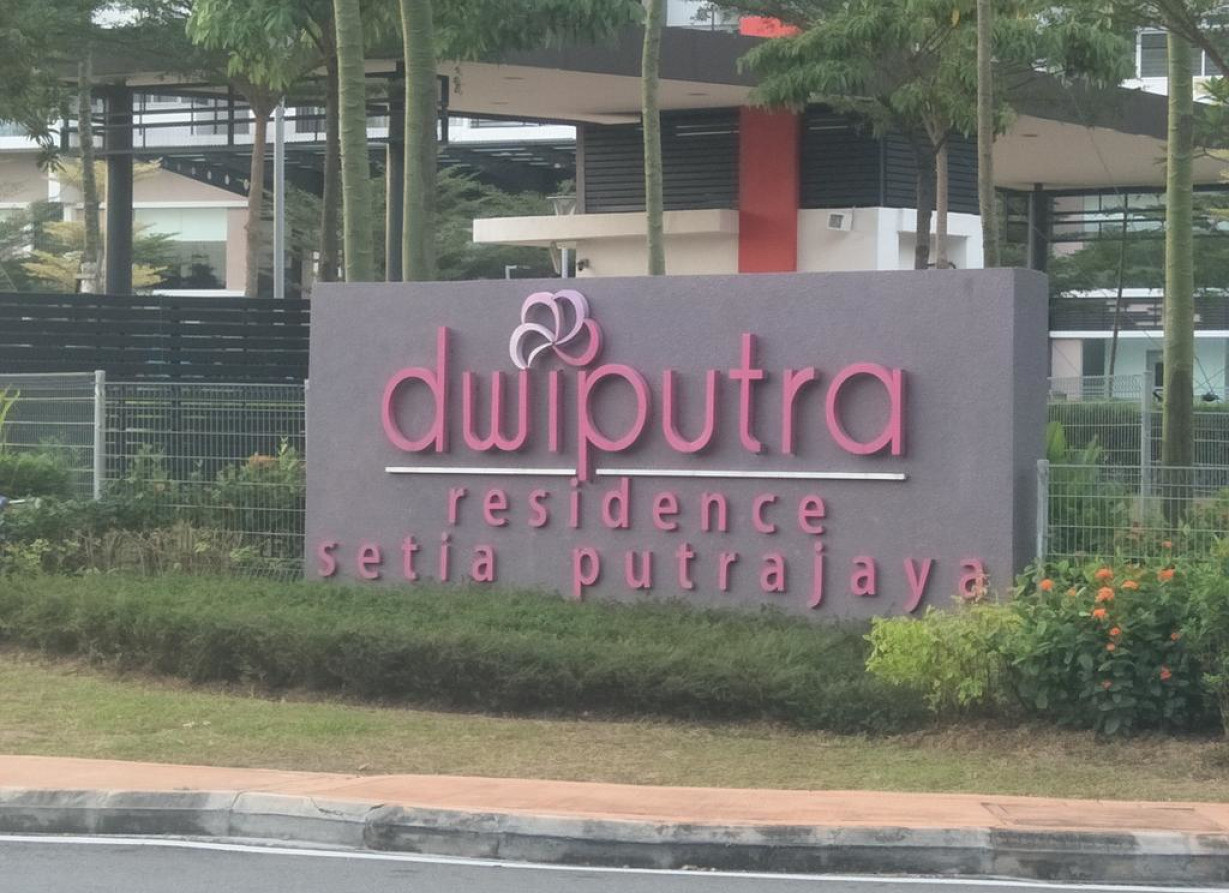 dwiputra
residence
setia putrajaya